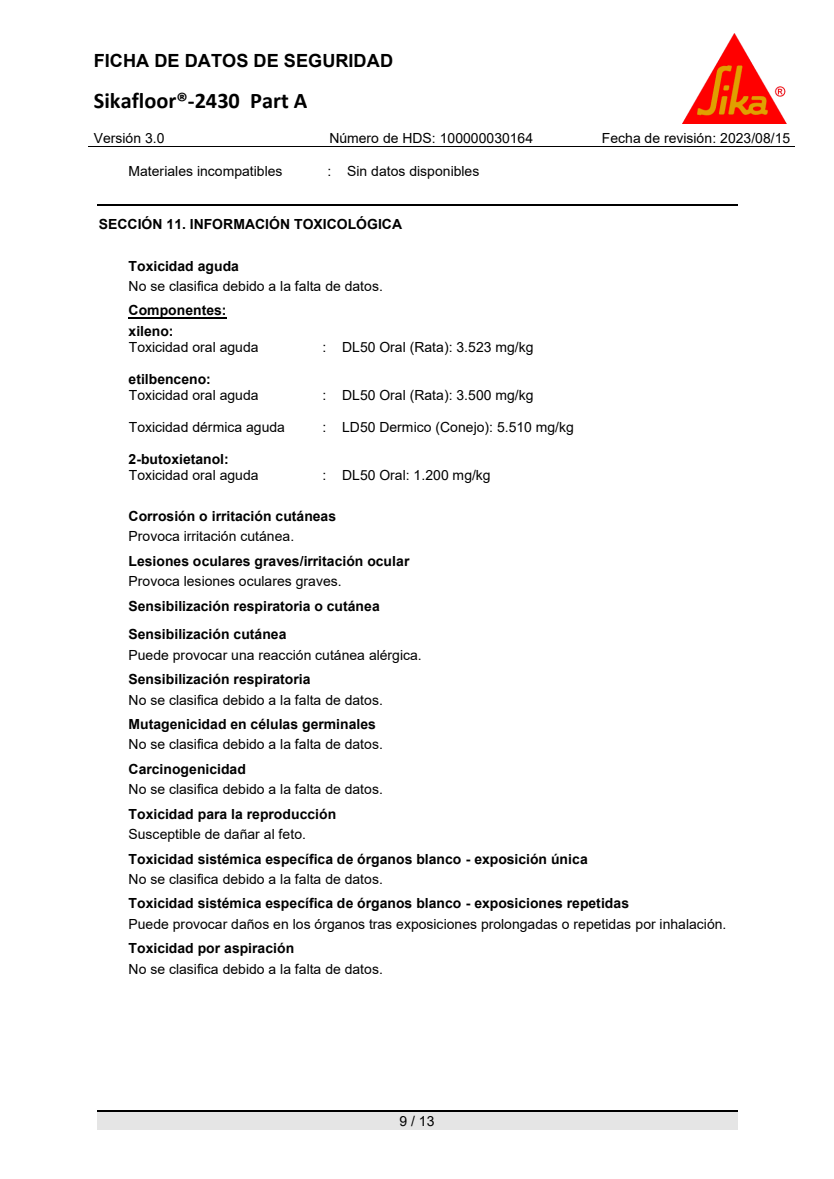 FICHA DE DATOS DE SEGURIDAD
Sikafloor®-2430 Part A
Sika®
Versión 3.0 Número de HDS: 100000030164 Fecha de revisión: 2023/08/15
Materiales incompatibles : Sin datos disponibles
SECCIÓN 11. INFORMACIÓN TOXICOLÓGICA
Toxicidad aguda
No se clasifica debido a la falta de datos.
Componentes:
xileno:
Toxicidad oral aguda : DL50 Oral (Rata): 3.523 mg/kg
etilbenceno:
Toxicidad oral aguda : DL50 Oral (Rata): 3.500 mg/kg
Toxicidad dérmica aguda : LD50 Dermico (Conejo): 5.510 mg/kg
2-butoxietanol:
Toxicidad oral aguda : DL50 Oral: 1.200 mg/kg
Corrosión o irritación cutáneas
Provoca irritación cutánea.
Lesiones oculares graves/irritación ocular
Provoca lesiones oculares graves.
Sensibilización respiratoria o cutánea
Sensibilización cutánea
Puede provocar una reacción cutánea alérgica.
Sensibilización respiratoria
No se clasifica debido a la falta de datos.
Mutagenicidad en células germinales
No se clasifica debido a la falta de datos.
Carcinogenicidad
No se clasifica debido a la falta de datos.
Toxicidad para la reproducción
Susceptible de dañar al feto.
Toxicidad sistémica específica de órganos blanco - exposición única
No se clasifica debido a la falta de datos.
Toxicidad sistémica específica de órganos blanco - exposiciones repetidas
Puede provocar daños en los órganos tras exposiciones prolongadas o repetidas por inhalación.
Toxicidad por aspiración
No se clasifica debido a la falta de datos.
9 / 13